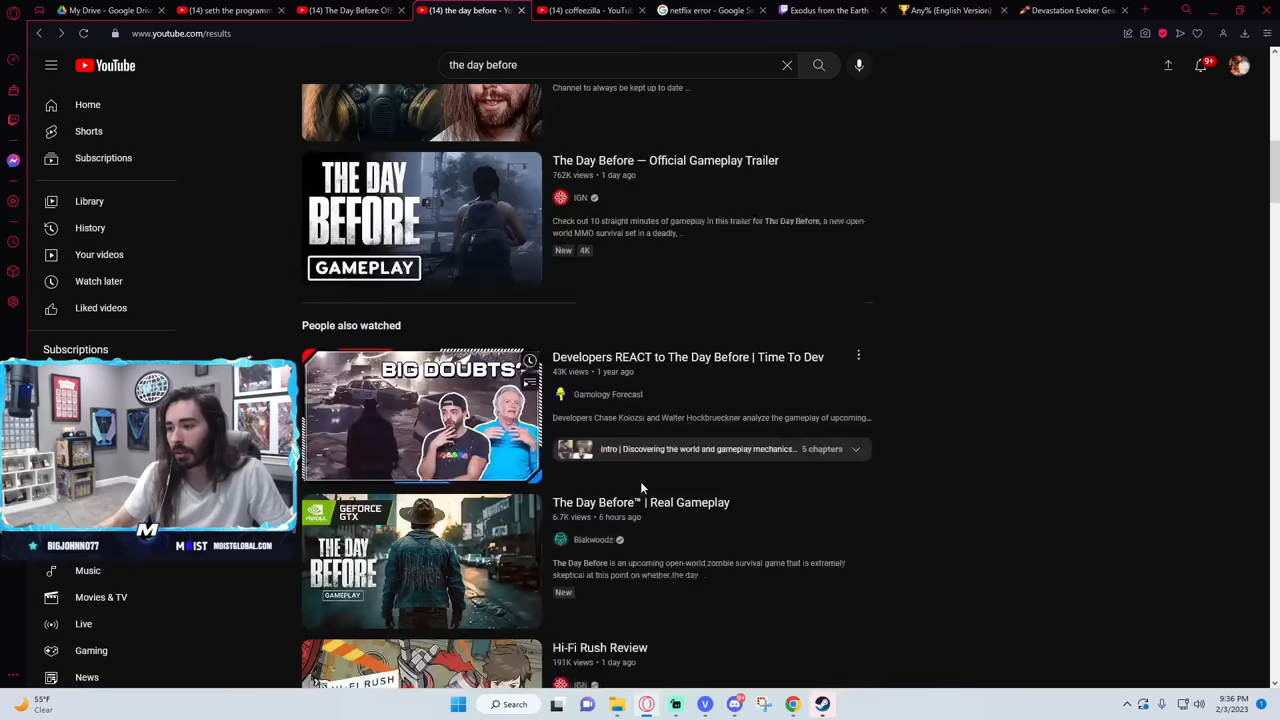 My Drive - Google Drive
(14) seth the programm
(14) The Day Before Off
(14) the day before - Yo
(14) coffeezilla - YouTub
netflix error - Google S
Exodus from the Earth
Any% (English Version)
Devastation Evoker Gea
www.youtube.com/results
YouTube
the day before
9+
Home
Shorts
Subscriptions
Library
History
Your videos
Watch later
Liked videos
Subscriptions
Music
Movies & TV
Live
Gaming
News
Channel to always be kept up to date ...
THE DAY
BEFORE
GAMEPLAY
The Day Before — Official Gameplay Trailer
762K views • 1 day ago
IGN
Check out 10 straight minutes of gameplay in this trailer for The Day Before, a new open-
world MMO survival set in a deadly, ...
New 4K
People also watched
BIG DOUBTS
Developers REACT to The Day Before | Time To Dev
43K views • 1 year ago
Gamology Forecast
Developers Chase Kolozsi and Walter Hockbrueckner analyze the gameplay of upcoming...
Intro | Discovering the world and gameplay mechanics... 5 chapters
NVIDIA
GEFORCE
GTX
THE DAY
BEFORE
GAMEPLAY
The Day Before™ | Real Gameplay
6.7K views • 6 hours ago
Blakwoodz
The Day Before is an upcoming open-world zombie survival game that is extremely
skeptical at this point on whether the day ...
New
HI-FI RUSH
Hi-Fi Rush Review
191K views • 1 day ago
IGN
M
BIGJOHNNO77
MOIST MOISTGLOBAL.COM
55°F
Clear
Search
9+
9:36 PM
2/3/2023